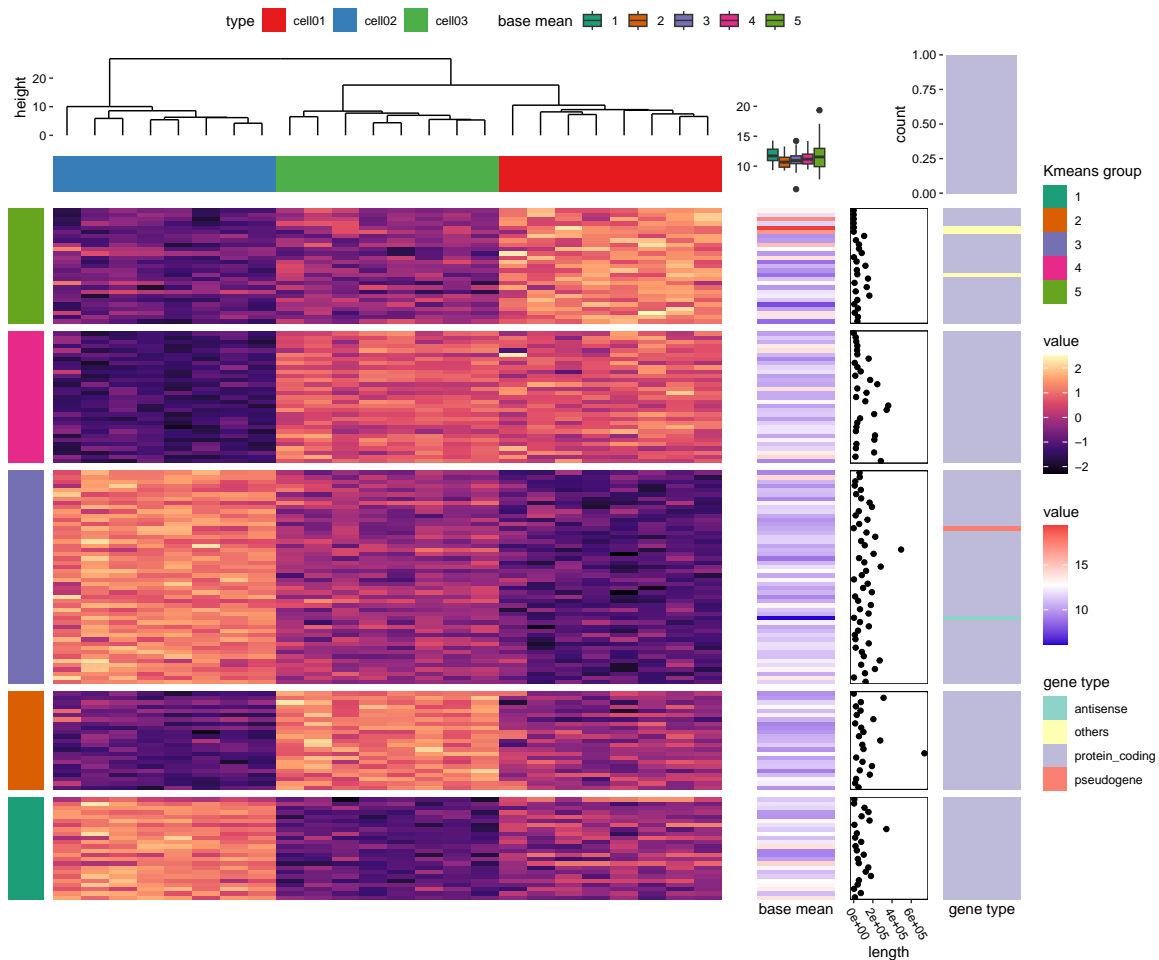 type cell01 cell02 cell03 base mean 1 2 3 4 5
height
20
10
0
20
15
10
count
1.00
0.75
0.50
0.25
0.00
Kmeans group
1
2
3
4
5
value
2
1
0
−1
−2
value
15
10
gene type
antisense
others
protein_coding
pseudogene
base mean
0e+00
2e+05
4e+05
6e+05
length
gene type